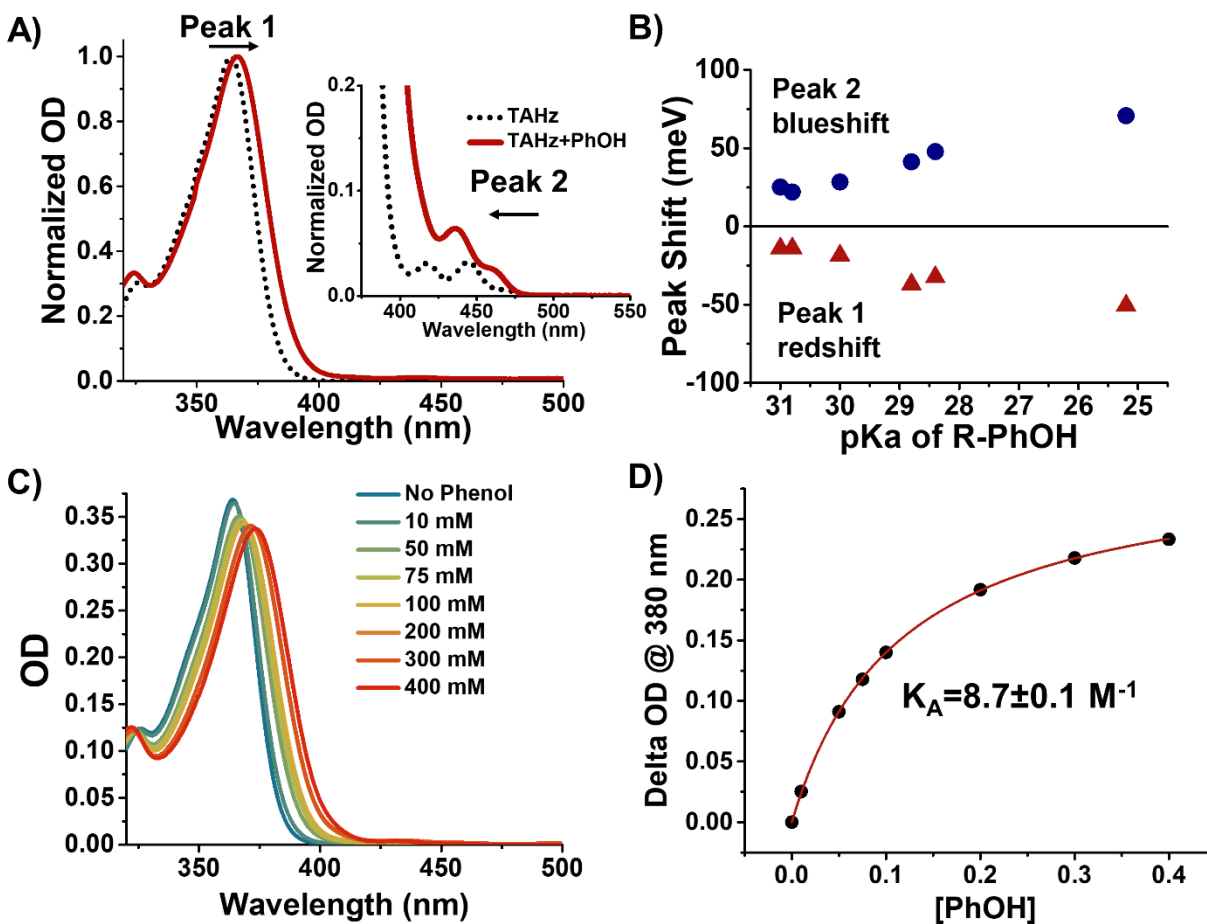 A)
Peak 1
1.0
0.8
0.6
0.4
0.2
0.0
Normalized OD
350
400
450
500
Wavelength (nm)
0.2
0.1
0.0
Normalized OD
TAHz
TAHz+PhOH
Peak 2
400
450
500
550
Wavelength (nm)
B)
100
50
0
-50
-100
Peak Shift (meV)
Peak 2
blueshift
Peak 1
redshift
31
30
29
28
27
26
25
pKa of R-PhOH
C)
0.35
0.30
0.25
0.20
0.15
0.10
0.05
0.00
OD
No Phenol
10 mM
50 mM
75 mM
100 mM
200 mM
300 mM
400 mM
350
400
450
500
Wavelength (nm)
D)
0.25
0.20
0.15
0.10
0.05
0.00
Delta OD @ 380 nm
K_A=8.7±0.1 M⁻¹
0.0
0.1
0.2
0.3
0.4
[PhOH]